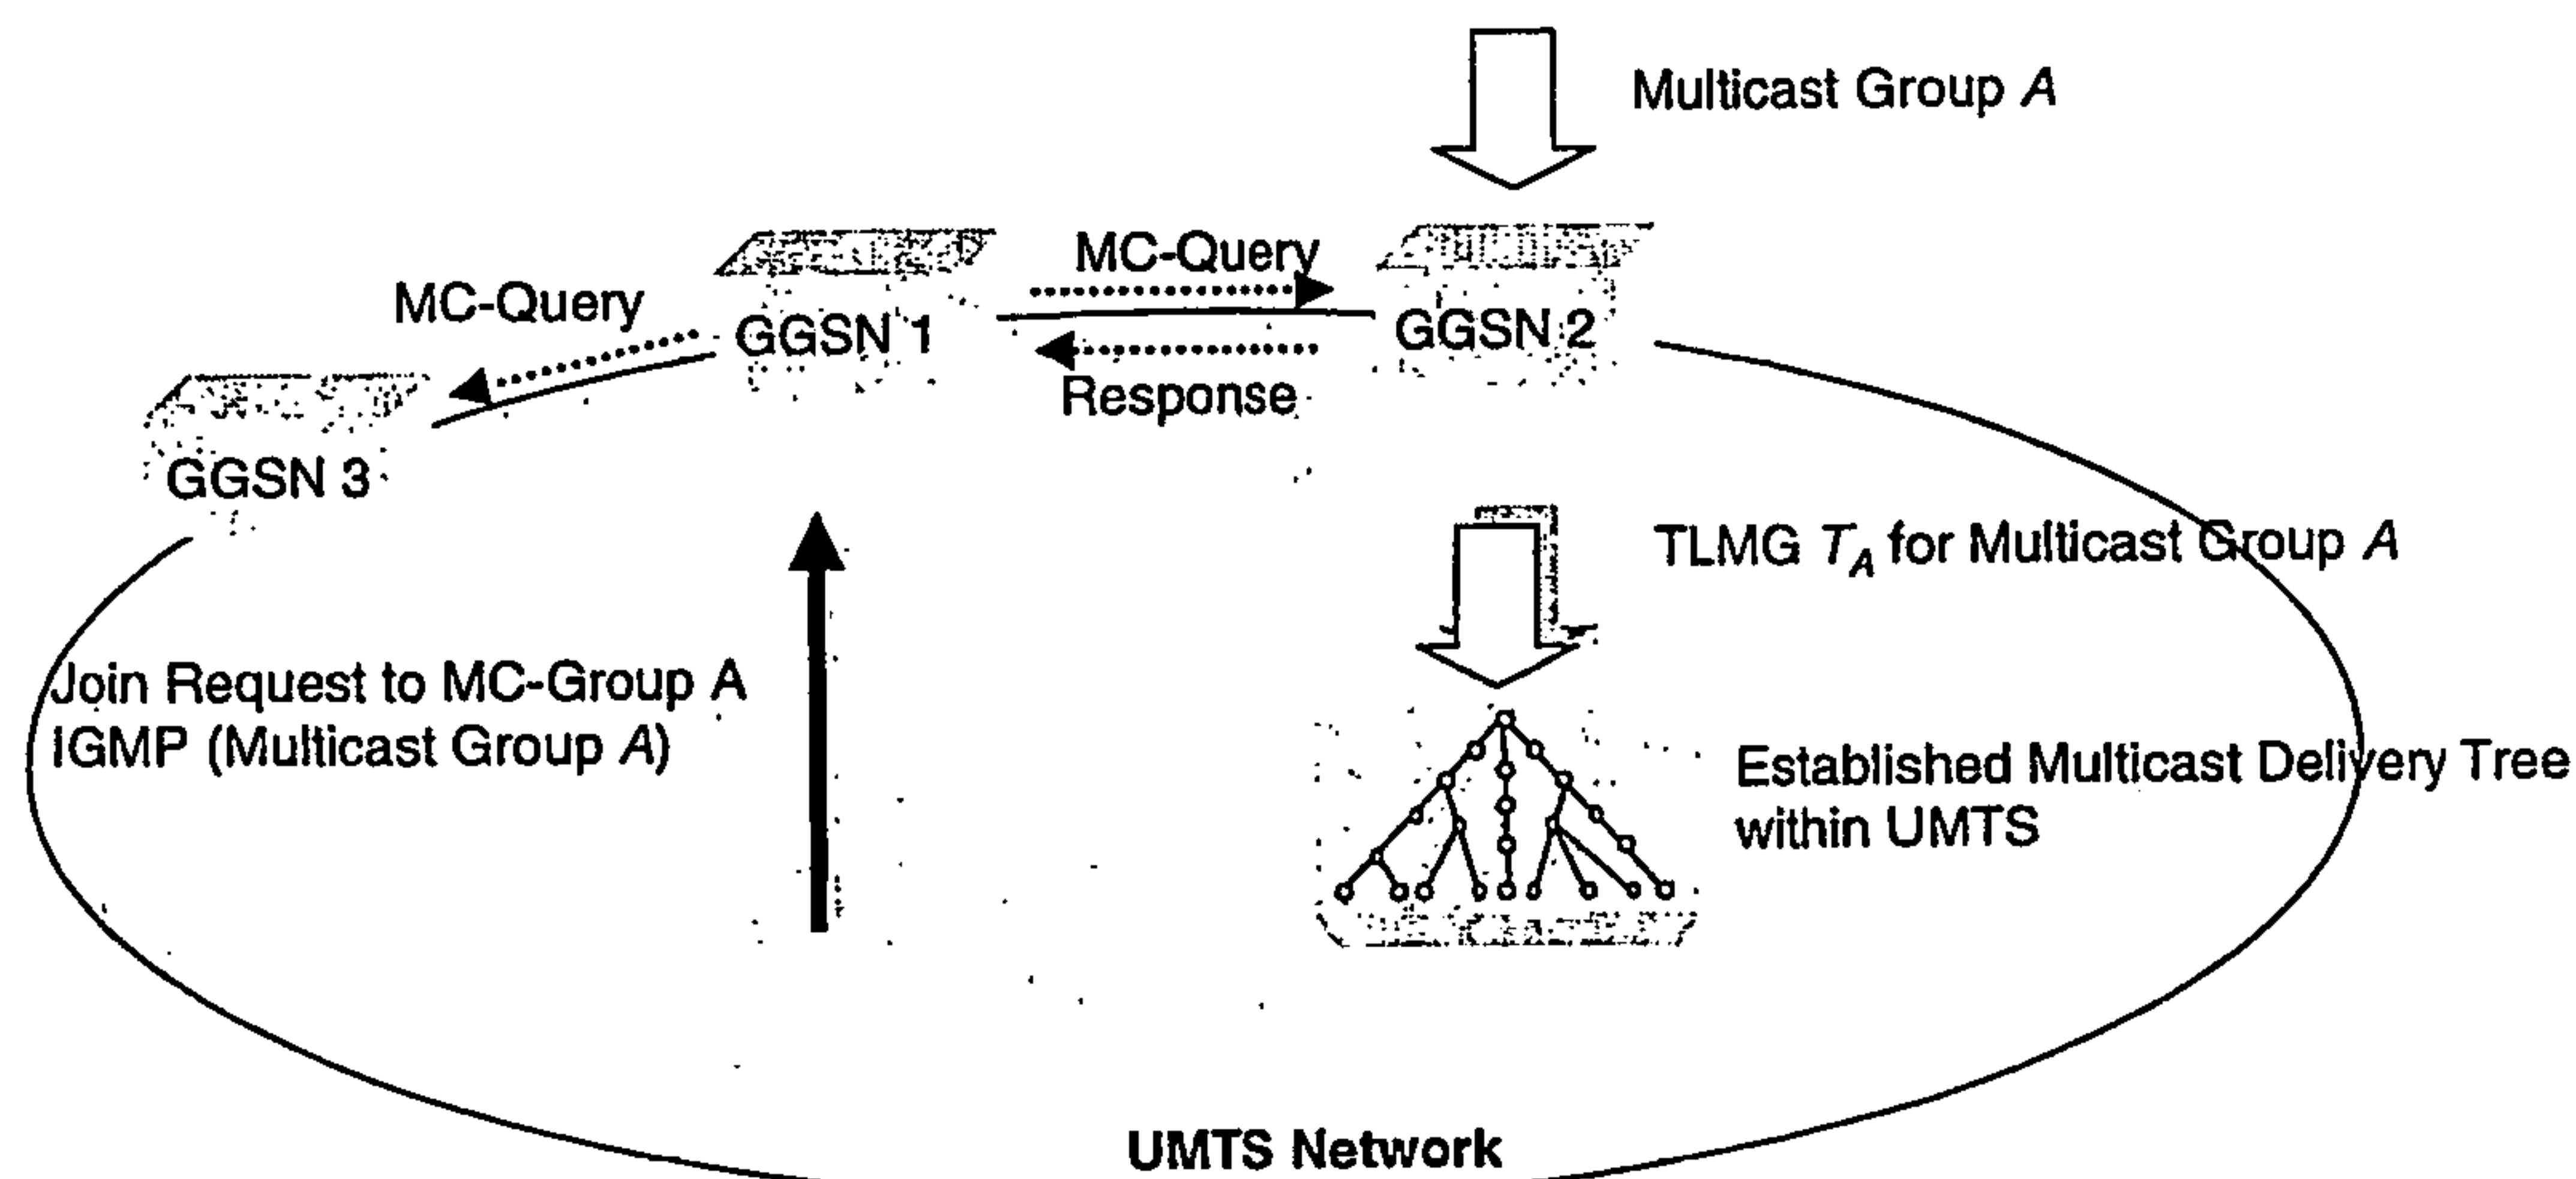 Multicast Group A
MC-Query
MC-Query
GGSN 1
GGSN 2
Response
GGSN 3
TLMG T_A for Multicast Group A
Join Request to MC-Group A
IGMP (Multicast Group A)
Established Multicast Delivery Tree
within UMTS
UMTS Network